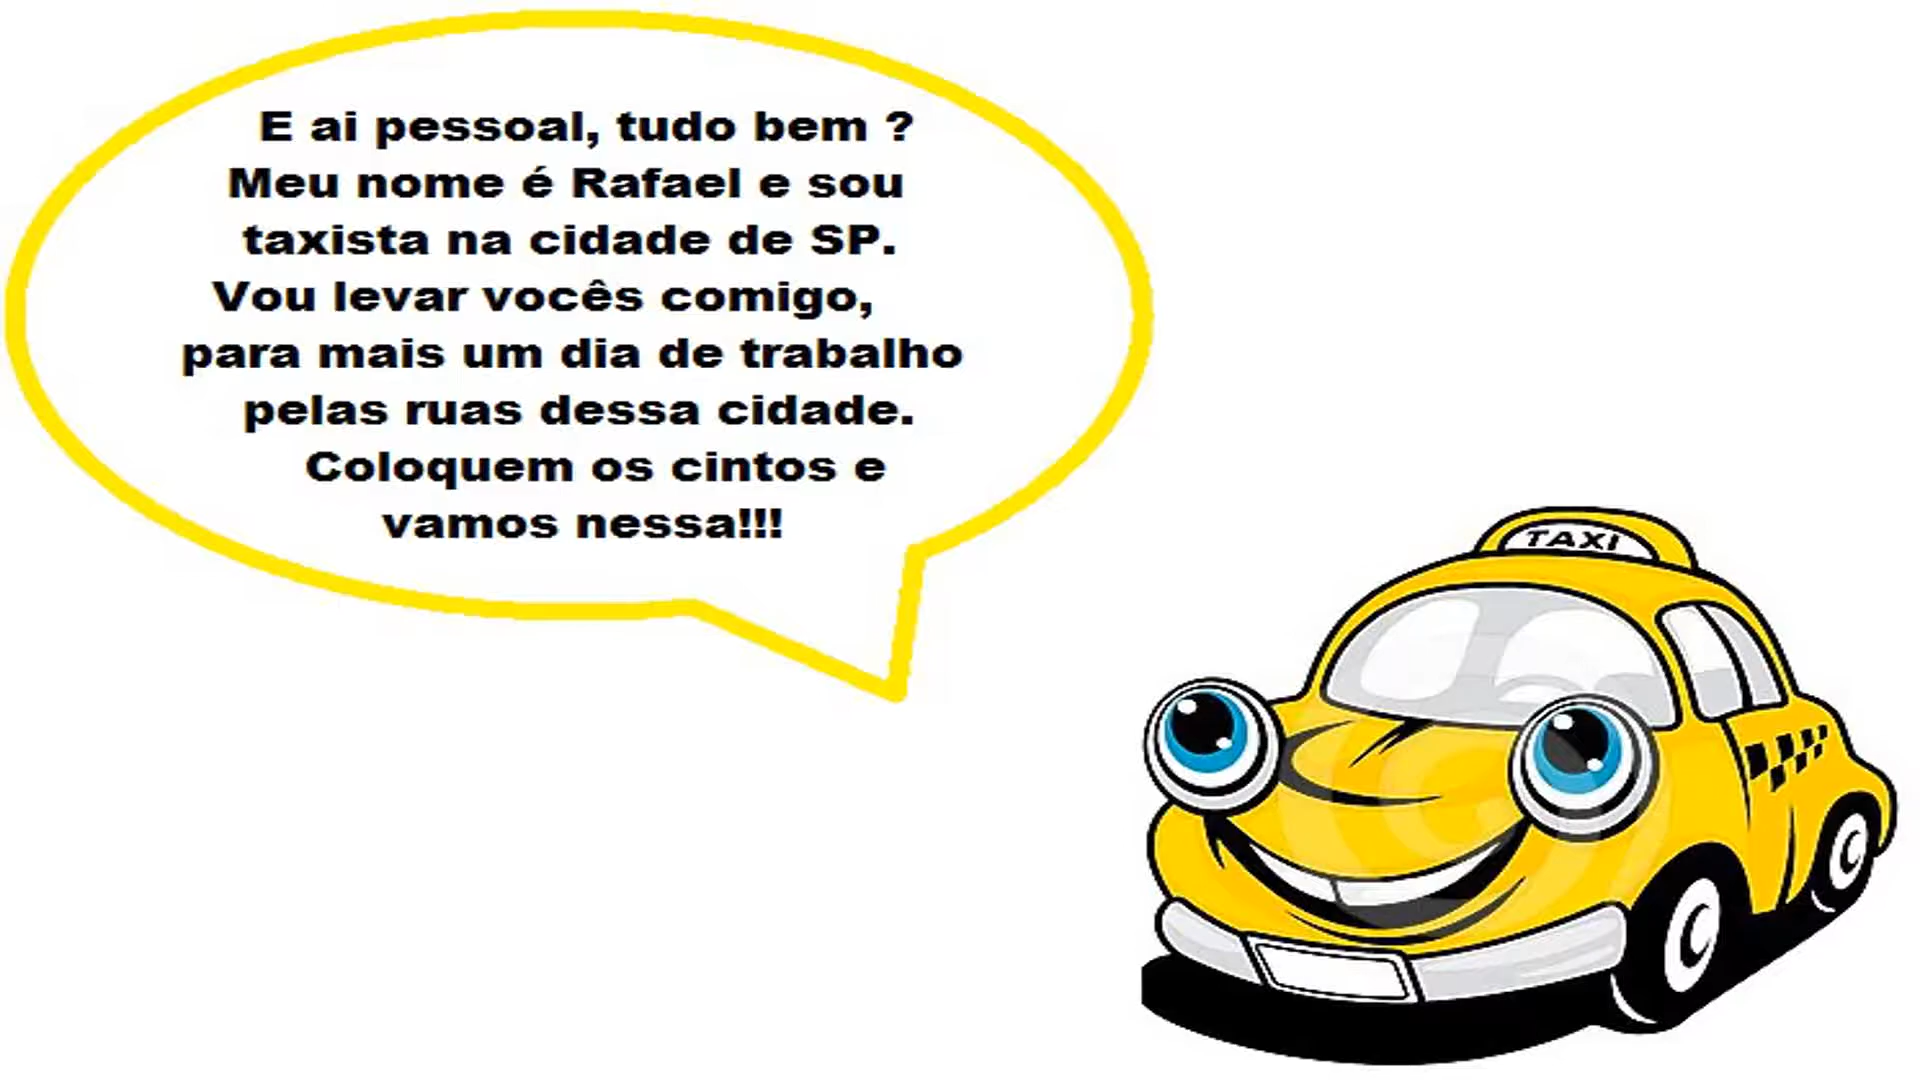 E ai pessoal, tudo bem ?
Meu nome é Rafael e sou
taxista na cidade de SP.
Vou levar vocês comigo,
para mais um dia de trabalho
pelas ruas dessa cidade.
Coloquem os cintos e
vamos nessa!!!
TAXI